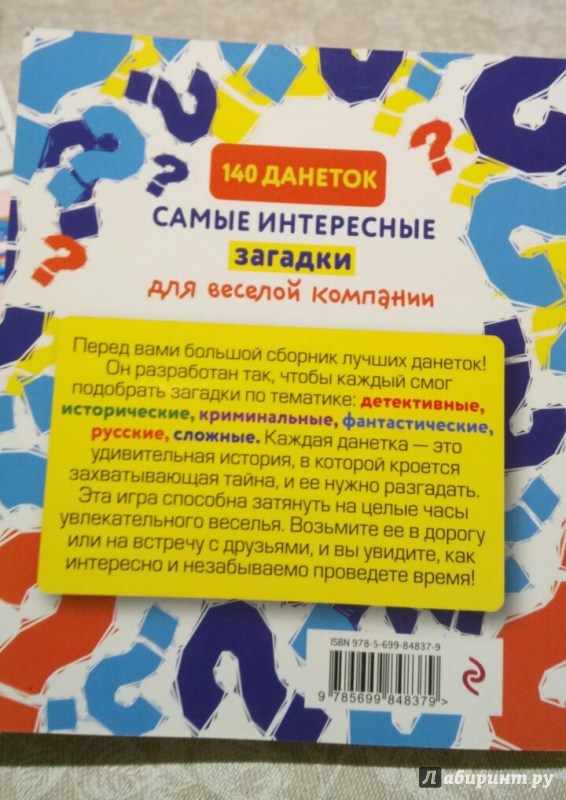 140 ДАНЕТОК
САМЫЕ ИНТЕРЕСНЫЕ
загадки
для веселой компании
Перед вами большой сборник лучших данеток!
Он разработан так, чтобы каждый смог
подобрать загадки по тематике: детективные,
исторические, криминальные, фантастические,
русские, сложные. Каждая данетка — это
удивительная история, в которой кроется
захватывающая тайна, и ее нужно разгадать.
Эта игра способна затянуть на целые часы
увлекательного веселья. Возьмите ее в дорогу
или на встречу с друзьями, и вы увидите, как
интересно и незабываемо проведете время!
ISBN 978-5-699-84837-9
9 785699 848379 >
Лабиринт.ру